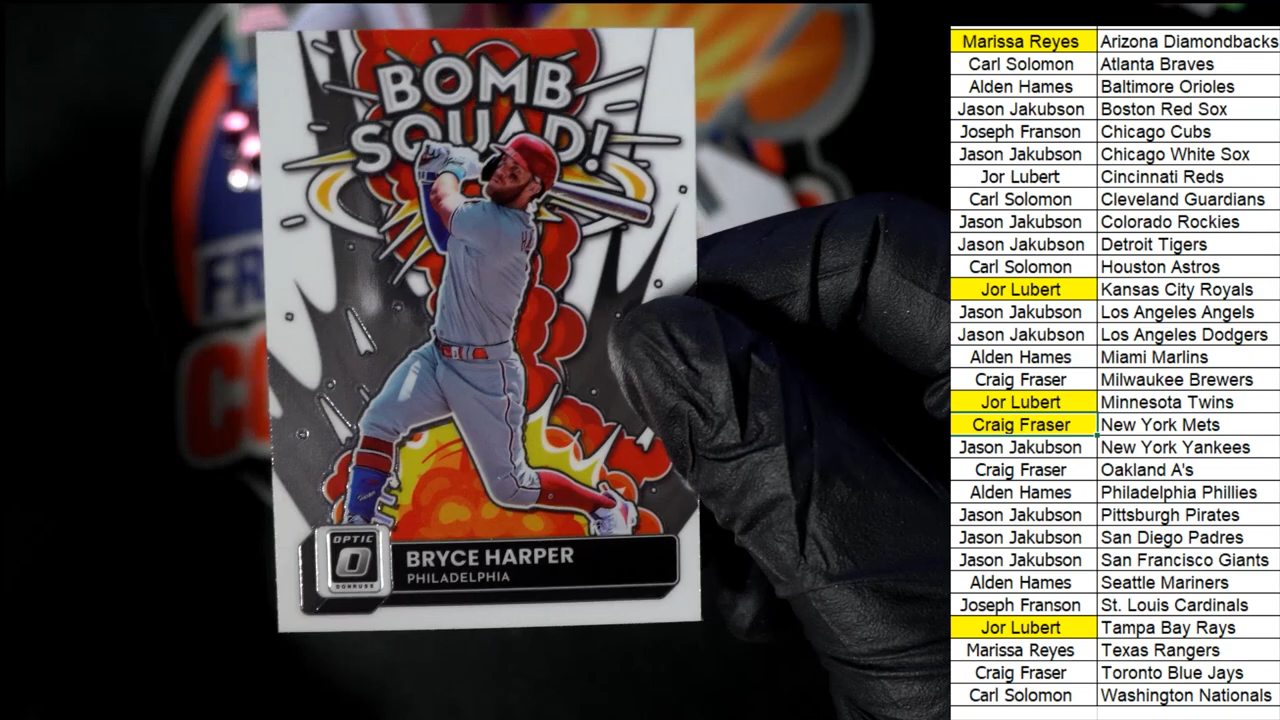 BOMB
SQUAD!
OPTIC
DONRUSS
BRYCE HARPER
PHILADELPHIA
FR
Marissa Reyes Arizona Diamondbacks
Carl Solomon Atlanta Braves
Alden Hames Baltimore Orioles
Jason Jakubson Boston Red Sox
Joseph Franson Chicago Cubs
Jason Jakubson Chicago White Sox
Jor Lubert Cincinnati Reds
Carl Solomon Cleveland Guardians
Jason Jakubson Colorado Rockies
Jason Jakubson Detroit Tigers
Carl Solomon Houston Astros
Jor Lubert Kansas City Royals
Jason Jakubson Los Angeles Angels
Jason Jakubson Los Angeles Dodgers
Alden Hames Miami Marlins
Craig Fraser Milwaukee Brewers
Jor Lubert Minnesota Twins
Craig Fraser New York Mets
Jason Jakubson New York Yankees
Craig Fraser Oakland A's
Alden Hames Philadelphia Phillies
Jason Jakubson Pittsburgh Pirates
Jason Jakubson San Diego Padres
Jason Jakubson San Francisco Giants
Alden Hames Seattle Mariners
Joseph Franson St. Louis Cardinals
Jor Lubert Tampa Bay Rays
Marissa Reyes Texas Rangers
Craig Fraser Toronto Blue Jays
Carl Solomon Washington Nationals